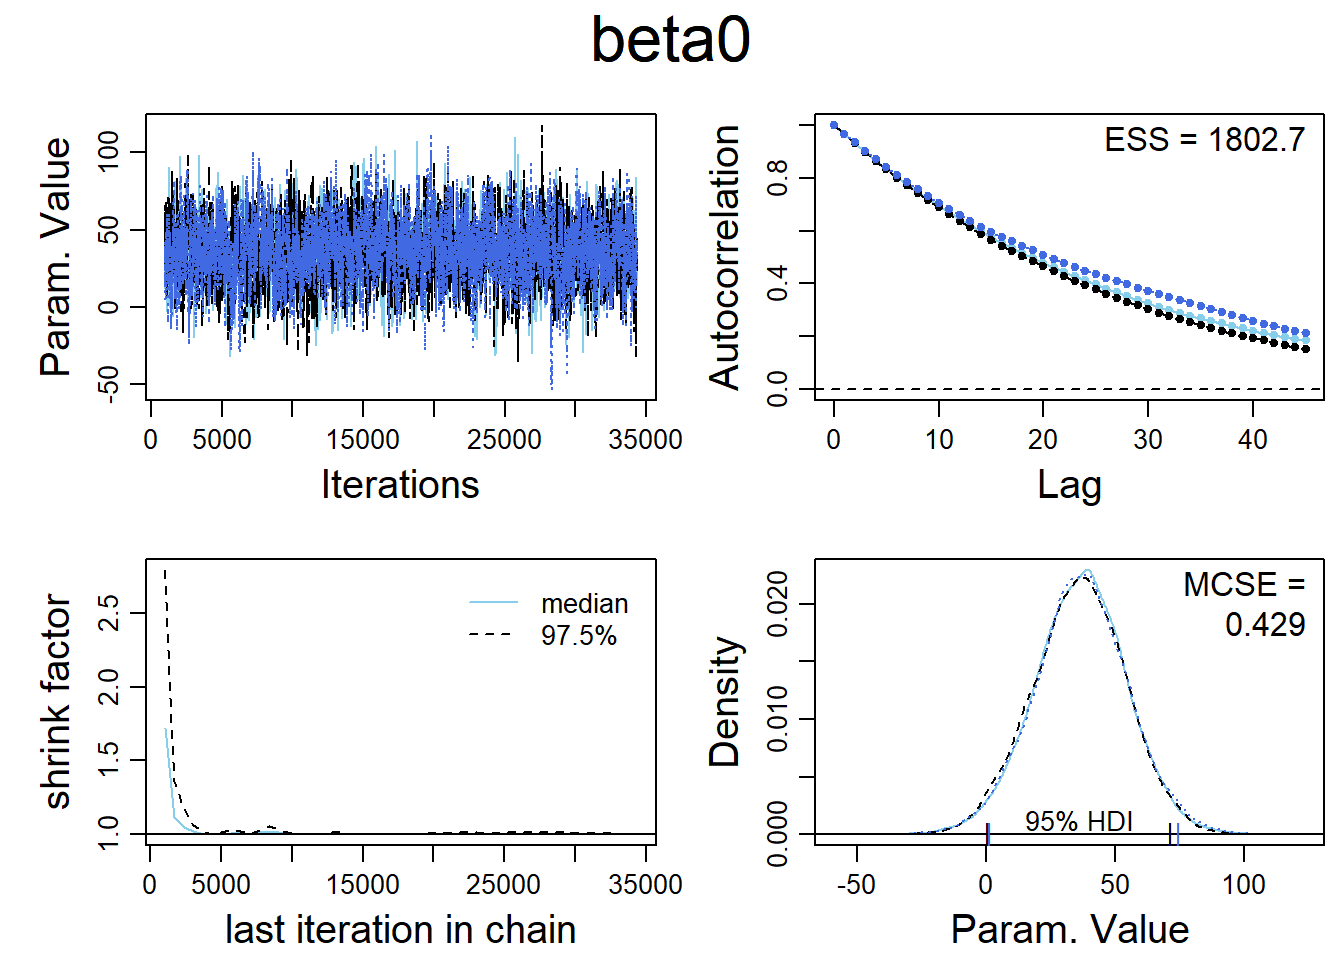 beta0
Param. Value
100
50
0
-50
0
5000
15000
25000
35000
Iterations
Autocorrelation
0.8
0.4
0.0
ESS = 1802.7
0
10
20
30
40
Lag
shrink factor
2.5
2.0
1.5
1.0
median
97.5%
0
5000
15000
25000
35000
last iteration in chain
Density
0.020
0.010
0.000
MCSE =
0.429
95% HDI
-50
0
50
100
Param. Value